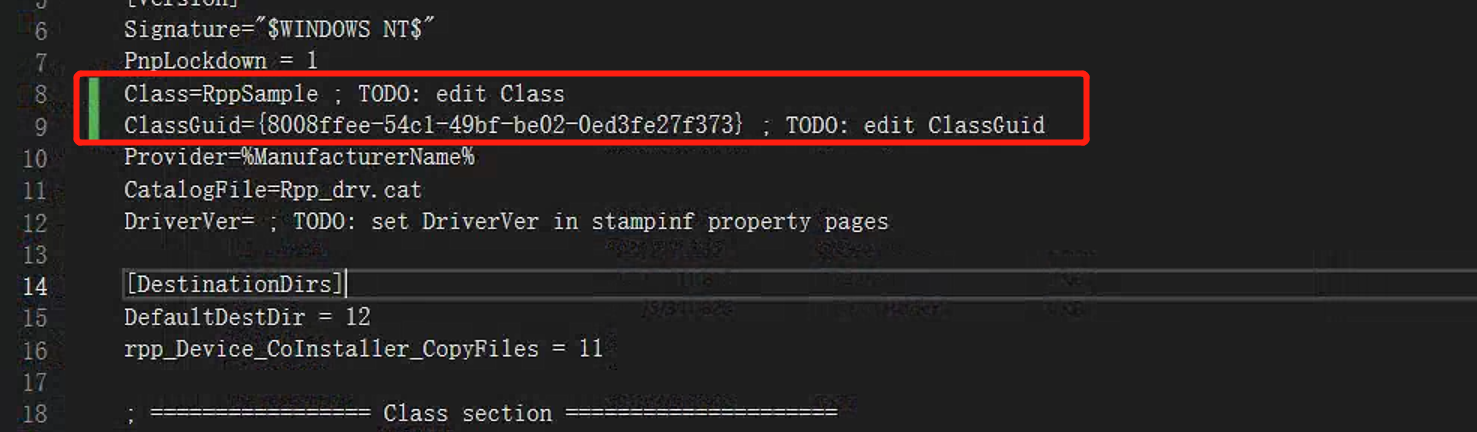 5 [Version]
6 Signature="$WINDOWS NT$"
7 PnpLockdown = 1
8 Class=RppSample ; TODO: edit Class
9 ClassGuid={8008ffee-54c1-49bf-be02-0ed3fe27f373} ; TODO: edit ClassGuid
10 Provider=%ManufacturerName%
11 CatalogFile=Rpp_drv.cat
12 DriverVer= ; TODO: set DriverVer in stampinf property pages
13
14 [DestinationDirs]
15 DefaultDestDir = 12
16 rpp_Device_CoInstaller_CopyFiles = 11
17
18 ; ================= Class section =====================